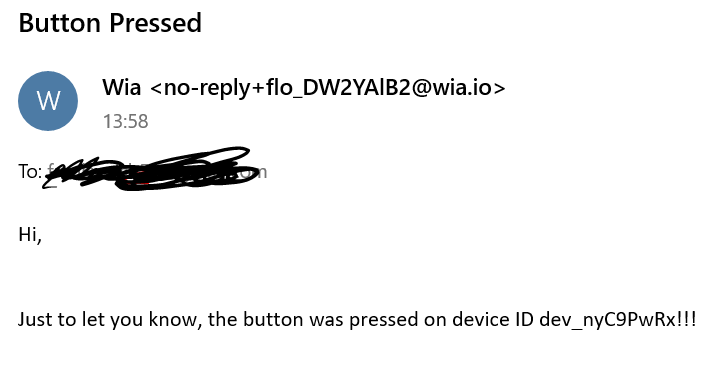 Button Pressed
W
Wia <no-reply+flo_DW2YAlB2@wia.io>
13:58
To:
Hi,
Just to let you know, the button was pressed on device ID dev_nyC9PwRx!!!